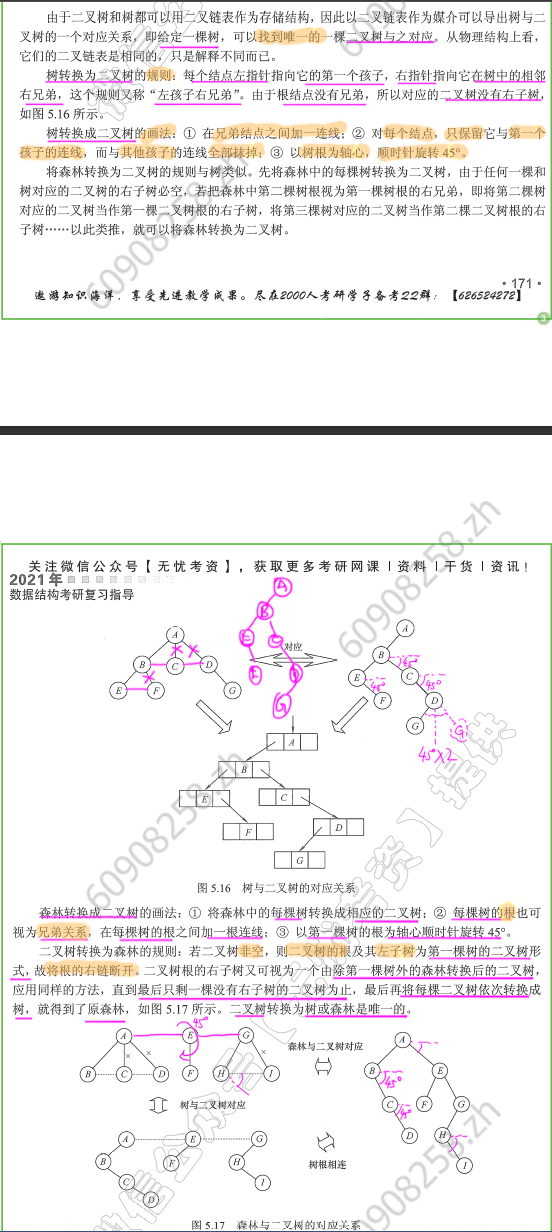 由于二叉树和树都可以用二叉链表作为存储结构，因此以二叉链表作为媒介可以导出树与二
叉树的一个对应关系，即给定一棵树，可以找到唯一的一棵二叉树与之对应。从物理结构上看，
它们的二叉链表是相同的，只是解释不同而已。
树转换为二叉树的规则：每个结点左指针指向它的第一个孩子，右指针指向它在树中的相邻
右兄弟，这个规则又称“左孩子右兄弟”。由于根结点没有兄弟，所以对应的二叉树没有右子树，
如图 5.16 所示。
树转换成二叉树的画法：① 在兄弟结点之间加一连线；② 对每个结点，只保留它与第一个
孩子的连线，而与其他孩子的连线全部抹掉；③ 以树根为轴心，顺时针旋转 45°。
将森林转换为二叉树的规则与树类似。先将森林中的每棵树转换为二叉树，由于任何一棵和
树对应的二叉树的右子树必空，若把森林中第二棵树根视为第一棵树根的右兄弟，即将第二棵树
对应的二叉树当作第一棵二叉树根的右子树，将第三棵树对应的二叉树当作第二棵二叉树根的右
子树……以此类推，就可以将森林转换为二叉树。
·171·
遨游知识海洋，享受先进教学成果。尽在2000人考研学子备考QQ群：【626524272】
3
关注微信公众号【无忧考资】，获取更多考研网课|资料|干货|资讯！
2021年
数据结构考研复习指导
A
B C D
E F G
A
B
E C
F D
G
对应
A
B
E C
F D
G
45°
45°
45°
G
45°×2
A
B
E C
F D
G
图 5.16 树与二叉树的对应关系
森林转换成二叉树的画法：① 将森林中的每棵树转换成相应的二叉树；② 每棵树的根也可
视为兄弟关系，在每棵树的根之间加一根连线；③ 以第一棵树的根为轴心顺时针旋转 45°。
二叉树转换为森林的规则：若二叉树非空，则二叉树的根及其左子树为第一棵树的二叉树形
式，故将根的右链断开。二叉树根的右子树又可视为一个由除第一棵树外的森林转换后的二叉树，
应用同样的方法，直到最后只剩一棵没有右子树的二叉树为止，最后再将每棵二叉树依次转换成
树，就得到了原森林，如图 5.17 所示。二叉树转换为树或森林是唯一的。
45°
A E G
B C D F H I
森林与二叉树对应
A
B E
C F G
D H
I
45°
45°
树与二叉树对应
A E G
B F H
C I
D
树根相连
图 5.17 森林与二叉树的对应关系
60908258.zh
60908258.zh
60908258.zh
60908258.zh